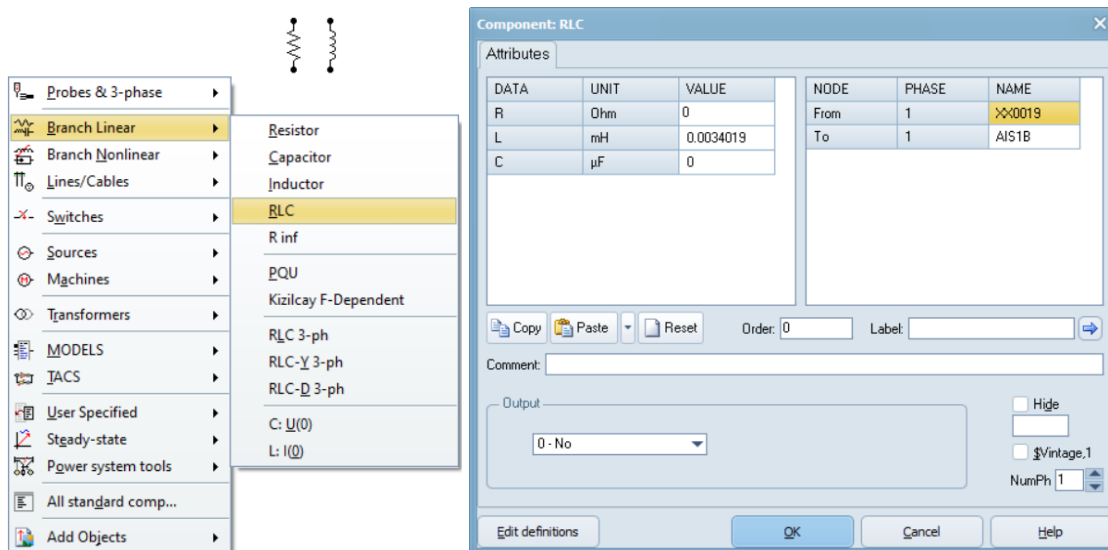 Probes & 3-phase
Branch Linear
Branch Nonlinear
Lines/Cables
Switches
Sources
Machines
Transformers
MODELS
TACS
User Specified
Steady-state
Power system tools
All standard comp...
Add Objects
Resistor
Capacitor
Inductor
RLC
R inf
PQU
Kizilcay F-Dependent
RLC 3-ph
RLC-Y 3-ph
RLC-D 3-ph
C: U(0)
L: I(0)
Component: RLC
Attributes
DATA UNIT VALUE
R Ohm 0
L mH 0.0034019
C µF 0
NODE PHASE NAME
From 1 XX0019
To 1 AIS1B
Copy Paste Reset Order: 0 Label:
Comment:
Output
0 - No
Hide
$Vintage,1
NumPh 1
Edit definitions OK Cancel Help